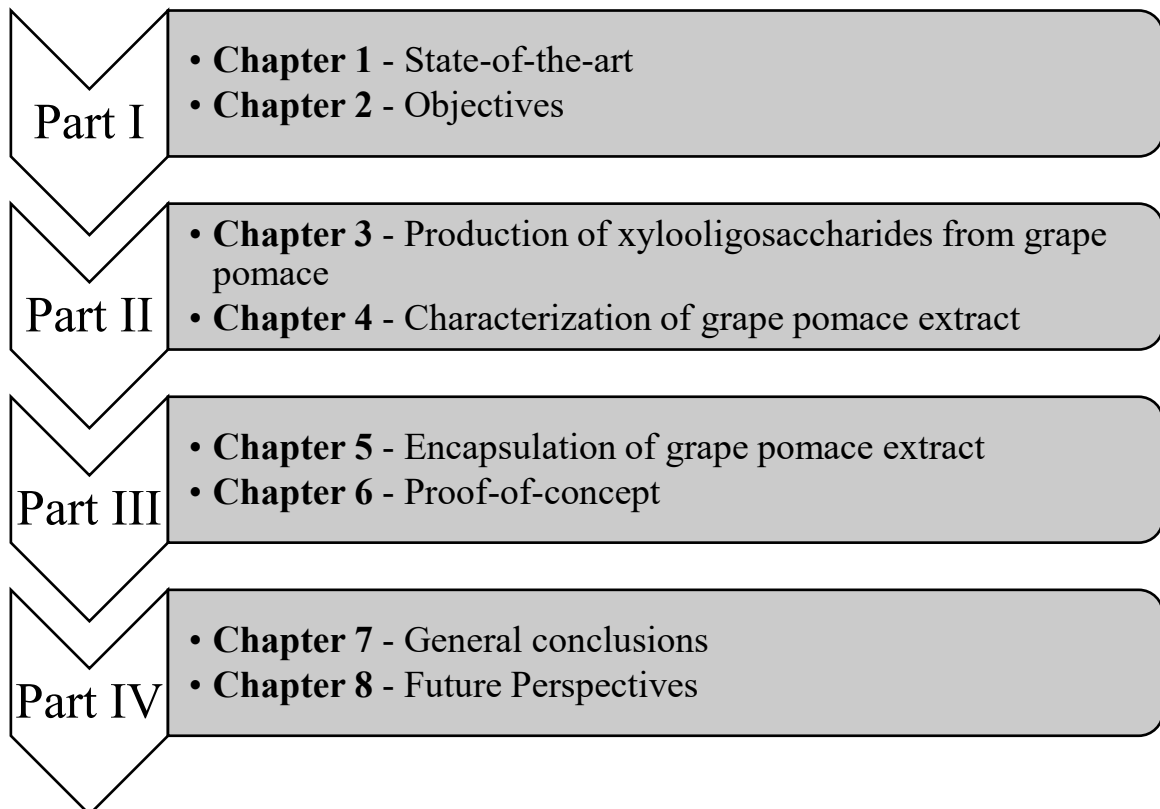 Part I
• Chapter 1 - State-of-the-art
• Chapter 2 - Objectives
Part II
• Chapter 3 - Production of xylooligosaccharides from grape
pomace
• Chapter 4 - Characterization of grape pomace extract
Part III
• Chapter 5 - Encapsulation of grape pomace extract
• Chapter 6 - Proof-of-concept
Part IV
• Chapter 7 - General conclusions
• Chapter 8 - Future Perspectives